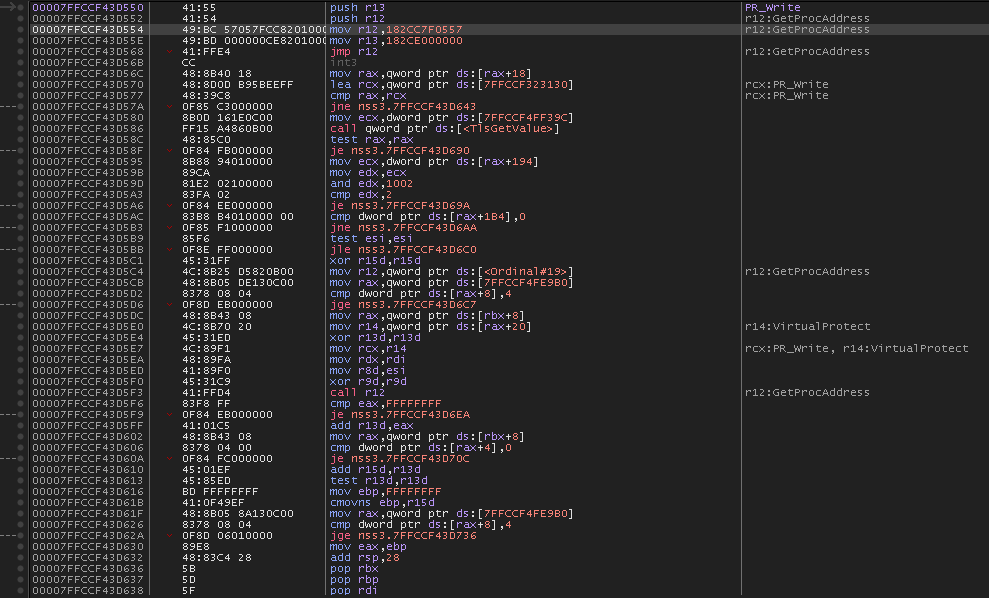 00007FFCCF43D550 41:55 push r13 PR_Write
00007FFCCF43D552 41:54 push r12 r12:GetProcAddress
00007FFCCF43D554 49:BC 57057FCC82010000 mov r12,182CC7F0557 r12:GetProcAddress
00007FFCCF43D55E 49:BD 000000CE82010000 mov r13,182CE000000
00007FFCCF43D568 41:FFE4 jmp r12 r12:GetProcAddress
00007FFCCF43D56B CC int3
00007FFCCF43D56C 48:8B40 18 mov rax,qword ptr ds:[rax+18]
00007FFCCF43D570 48:8D0D B95BEEFF lea rcx,qword ptr ds:[7FFCCF323130] rcx:PR_Write
00007FFCCF43D577 48:39C8 cmp rax,rcx rcx:PR_Write
00007FFCCF43D57A 0F85 C3000000 jne nss3.7FFCCF43D643
00007FFCCF43D580 8B0D 161E0C00 mov ecx,dword ptr ds:[7FFCCF4FF39C]
00007FFCCF43D586 FF15 A4860B00 call qword ptr ds:[<TlsGetValue>]
00007FFCCF43D58C 48:85C0 test rax,rax
00007FFCCF43D58F 0F84 FB000000 je nss3.7FFCCF43D690
00007FFCCF43D595 8B88 94010000 mov ecx,dword ptr ds:[rax+194]
00007FFCCF43D59B 89CA mov edx,ecx
00007FFCCF43D59D 81E2 02100000 and edx,1002
00007FFCCF43D5A3 83FA 02 cmp edx,2
00007FFCCF43D5A6 0F84 EE000000 je nss3.7FFCCF43D69A
00007FFCCF43D5AC 83B8 B4010000 00 cmp dword ptr ds:[rax+1B4],0
00007FFCCF43D5B3 0F85 F1000000 jne nss3.7FFCCF43D6AA
00007FFCCF43D5B9 85F6 test esi,esi
00007FFCCF43D5BB 0F8E FF000000 jle nss3.7FFCCF43D6C0
00007FFCCF43D5C1 45:31FF xor r15d,r15d
00007FFCCF43D5C4 4C:8B25 D5820B00 mov r12,qword ptr ds:[<Ordinal#19>] r12:GetProcAddress
00007FFCCF43D5CB 48:8B05 DE130C00 mov rax,qword ptr ds:[7FFCCF4FE9B0]
00007FFCCF43D5D2 8378 08 04 cmp dword ptr ds:[rax+8],4
00007FFCCF43D5D6 0F8D EB000000 jge nss3.7FFCCF43D6C7
00007FFCCF43D5DC 48:8B43 08 mov rax,qword ptr ds:[rbx+8]
00007FFCCF43D5E0 4C:8B70 20 mov r14,qword ptr ds:[rax+20] r14:VirtualProtect
00007FFCCF43D5E4 45:31ED xor r13d,r13d
00007FFCCF43D5E7 4C:89F1 mov rcx,r14 rcx:PR_Write, r14:VirtualProtect
00007FFCCF43D5EA 48:89FA mov rdx,rdi
00007FFCCF43D5ED 41:89F0 mov r8d,esi
00007FFCCF43D5F0 45:31C9 xor r9d,r9d
00007FFCCF43D5F3 41:FFD4 call r12 r12:GetProcAddress
00007FFCCF43D5F6 83F8 FF cmp eax,FFFFFFFF
00007FFCCF43D5F9 0F84 EB000000 je nss3.7FFCCF43D6EA
00007FFCCF43D5FF 41:01C5 add r13d,eax
00007FFCCF43D602 48:8B43 08 mov rax,qword ptr ds:[rbx+8]
00007FFCCF43D606 8378 04 00 cmp dword ptr ds:[rax+4],0
00007FFCCF43D60A 0F84 FC000000 je nss3.7FFCCF43D70C
00007FFCCF43D610 45:01EF add r15d,r13d
00007FFCCF43D613 45:85ED test r13d,r13d
00007FFCCF43D616 BD FFFFFFFF mov ebp,FFFFFFFF
00007FFCCF43D61B 41:0F49EF cmovns ebp,r15d
00007FFCCF43D61F 48:8B05 8A130C00 mov rax,qword ptr ds:[7FFCCF4FE9B0]
00007FFCCF43D626 8378 08 04 cmp dword ptr ds:[rax+8],4
00007FFCCF43D62A 0F8D 06010000 jge nss3.7FFCCF43D736
00007FFCCF43D630 89E8 mov eax,ebp
00007FFCCF43D632 48:83C4 28 add rsp,28
00007FFCCF43D636 5B pop rbx
00007FFCCF43D637 5D pop rbp
00007FFCCF43D638 5F pop rdi